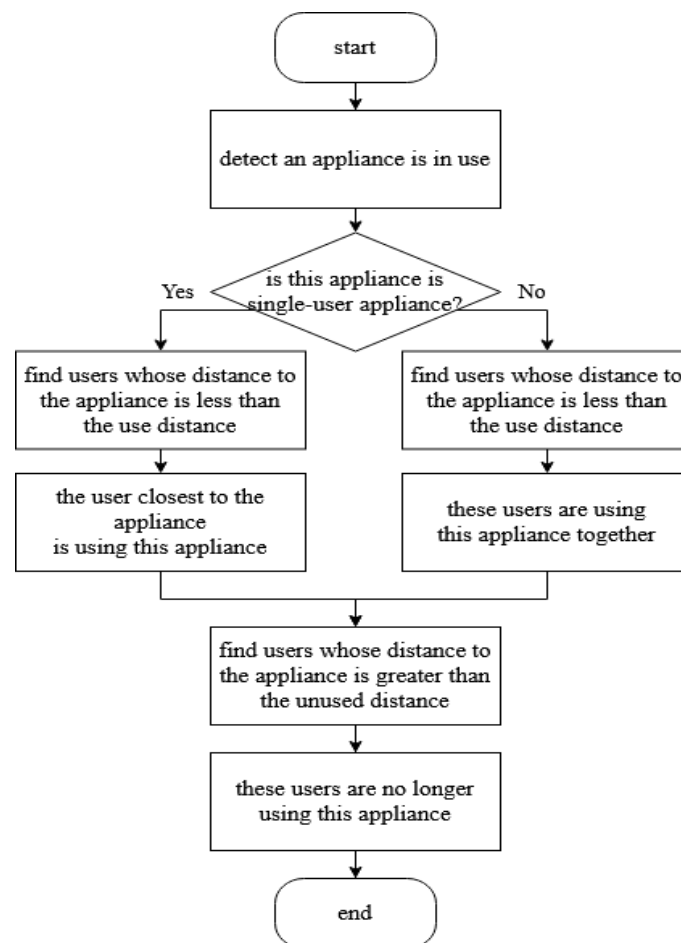 start
detect an appliance is in use
is this appliance is
single-user appliance?
Yes
No
find users whose distance to
the appliance is less than
the use distance
find users whose distance to
the appliance is less than
the use distance
the user closest to the
appliance
is using this appliance
these users are using
this appliance together
find users whose distance to
the appliance is greater than
the unused distance
these users are no longer
using this appliance
end